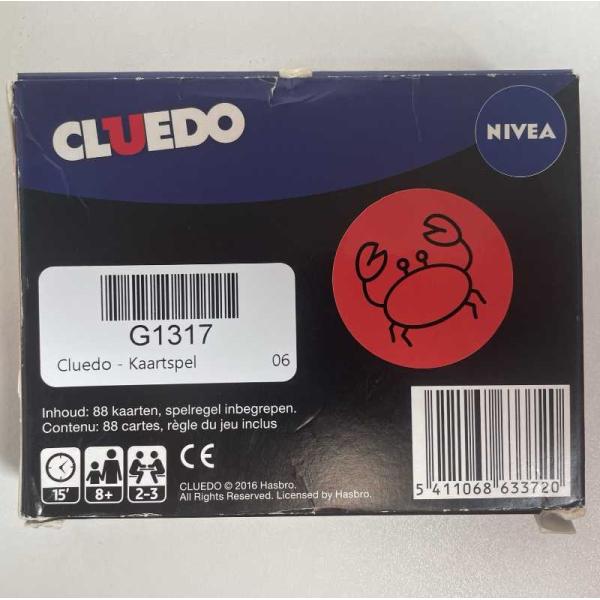 CLUEDO
NIVEA
G1317
Cluedo - Kaartspel 06
Inhoud: 88 kaarten, spelregel inbegrepen.
Contenu: 88 cartes, règle du jeu inclus
15' 8+ 2-3 CE
CLUEDO © 2016 Hasbro.
All Rights Reserved. Licensed by Hasbro.
5 411068 633720